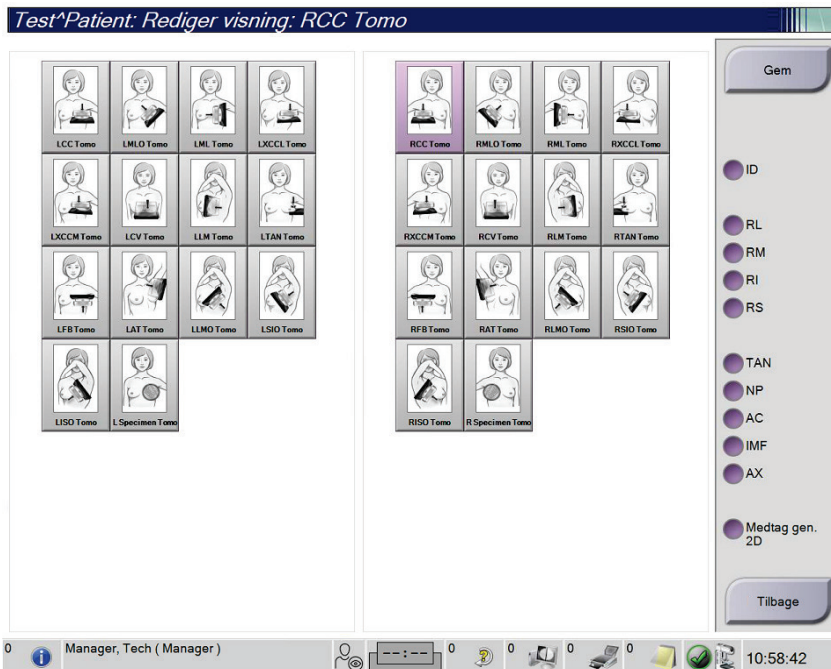 Test^Patient: Rediger visning: RCC Tomo
LCC Tomo
LMLO Tomo
LML Tomo
LXCCL Tomo
LXCCM Tomo
LCV Tomo
LLM Tomo
LTAN Tomo
LFB Tomo
LAT Tomo
LLMO Tomo
LSIO Tomo
LISO Tomo
L Specimen Tomo
RCC Tomo
RMLO Tomo
RML Tomo
RXCCL Tomo
RXCCM Tomo
RCV Tomo
RLM Tomo
RTAN Tomo
RFB Tomo
RAT Tomo
RLMO Tomo
RSIO Tomo
RISO Tomo
R Specimen Tomo
Gem
ID
RL
RM
RI
RS
TAN
NP
AC
IMF
AX
Medtag gen.
2D
Tilbage
0
Manager, Tech ( Manager )
--:--
0
0
0
0
10:58:42